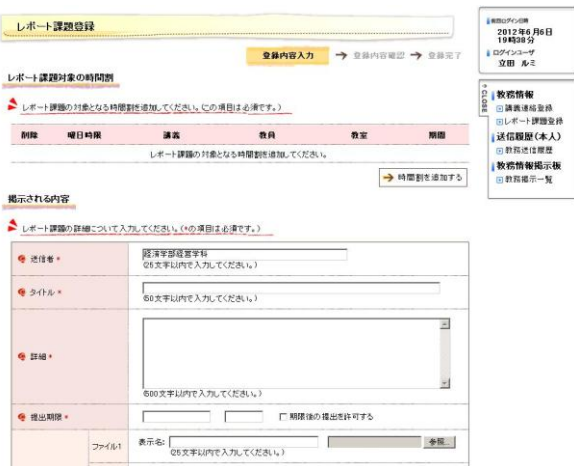 レポート課題登録
登録内容入力 → 登録内容確認 → 登録完了
レポート課題対象の時間割
レポート課題の対象となる時間割を追加してください。(この項目は必須です。)
削除 曜日時限 講義 教員 教室 期間
レポート課題の対象となる時間割を追加してください。
→ 時間割を追加する
掲示される内容
レポート課題の詳細について入力してください。(*の項目は必須です。)
送信者*
経済学部経営学科
(25文字以内で入力してください。)
タイトル*
(50文字以内で入力してください。)
詳細*
(500文字以内で入力してください。)
提出期限*
期限後の提出を許可する
ファイル1
表示名:
参照...
(25文字以内で入力してください。)
前回ログイン日時
2012年6月6日
19時38分
ログインユーザ
立田 ルミ
CLOSE
教務情報
講義連絡登録
レポート課題登録
送信履歴(本人)
教務送信履歴
教務情報掲示板
教務掲示一覧